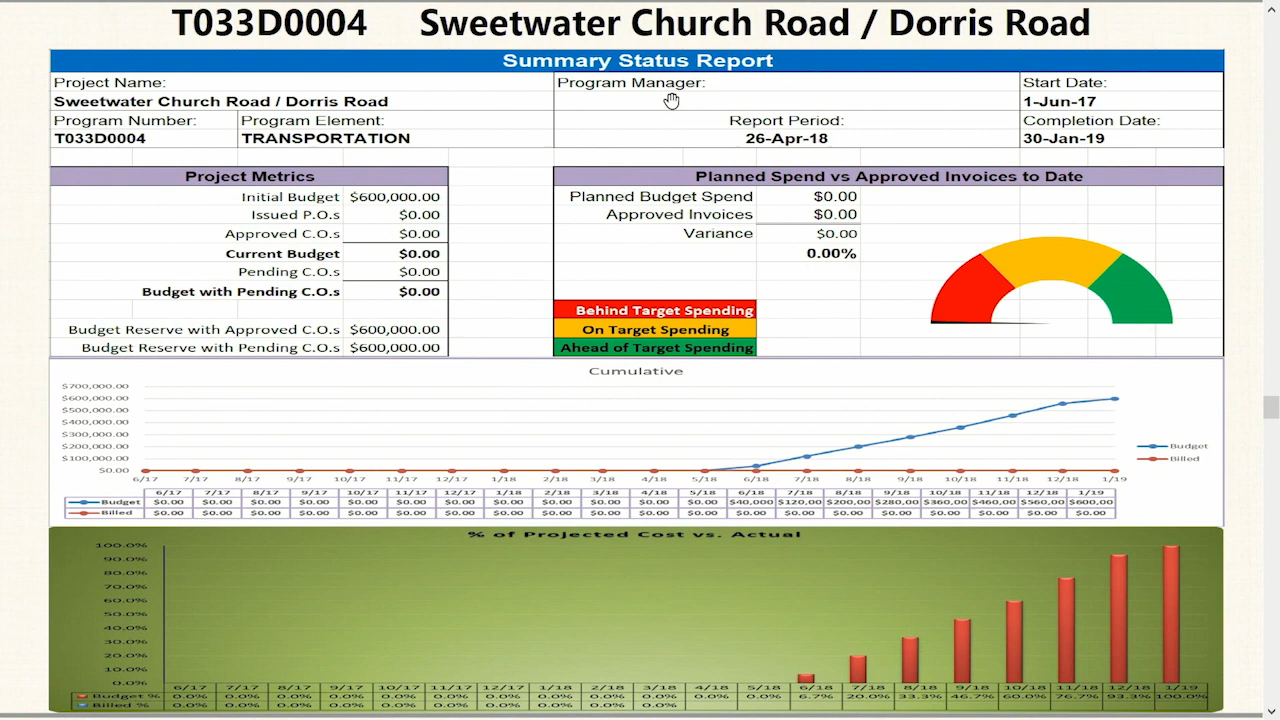 T033D0004 Sweetwater Church Road / Dorris Road
Summary Status Report
Project Name: Program Manager: Start Date:
Sweetwater Church Road / Dorris Road 1-Jun-17
Program Number: Program Element: Report Period: Completion Date:
T033D0004 TRANSPORTATION 26-Apr-18 30-Jan-19
Project Metrics Planned Spend vs Approved Invoices to Date
Initial Budget $600,000.00 Planned Budget Spend $0.00
Issued P.O.s $0.00 Approved Invoices $0.00
Approved C.O.s $0.00 Variance $0.00
Current Budget $0.00 0.00%
Pending C.O.s $0.00
Budget with Pending C.O.s $0.00
Behind Target Spending
Budget Reserve with Approved C.O.s $600,000.00 On Target Spending
Budget Reserve with Pending C.O.s $600,000.00 Ahead of Target Spending
Cumulative
$700,000.00
$600,000.00
$500,000.00
$400,000.00
$300,000.00
$200,000.00
$100,000.00
$0.00
Budget
Billed
6/17 7/17 8/17 9/17 10/17 11/17 12/17 1/18 2/18 3/18 4/18 5/18 6/18 7/18 8/18 9/18 10/18 11/18 12/18 1/19
6/17 7/17 8/17 9/17 10/17 11/17 12/17 1/18 2/18 3/18 4/18 5/18 6/18 7/18 8/18 9/18 10/18 11/18 12/18 1/19
Budget $0.00 $0.00 $0.00 $0.00 $0.00 $0.00 $0.00 $0.00 $0.00 $0.00 $0.00 $0.00 $40,000 $120,00 $200,00 $280,00 $360,00 $460,00 $560,00 $600,00
Billed $0.00 $0.00 $0.00 $0.00 $0.00 $0.00 $0.00 $0.00 $0.00 $0.00 $0.00 $0.00 $0.00 $0.00 $0.00 $0.00 $0.00 $0.00 $0.00 $0.00
% of Projected Cost vs. Actual
100.0%
90.0%
80.0%
70.0%
60.0%
50.0%
40.0%
30.0%
20.0%
10.0%
0.0%
6/17 7/17 8/17 9/17 10/17 11/17 12/17 1/18 2/18 3/18 4/18 5/18 6/18 7/18 8/18 9/18 10/18 11/18 12/18 1/19
Budget % 0.0% 0.0% 0.0% 0.0% 0.0% 0.0% 0.0% 0.0% 0.0% 0.0% 0.0% 0.0% 6.7% 20.0% 33.3% 46.7% 60.0% 76.7% 93.3% 100.0%
Billed % 0.0% 0.0% 0.0% 0.0% 0.0% 0.0% 0.0% 0.0% 0.0% 0.0%